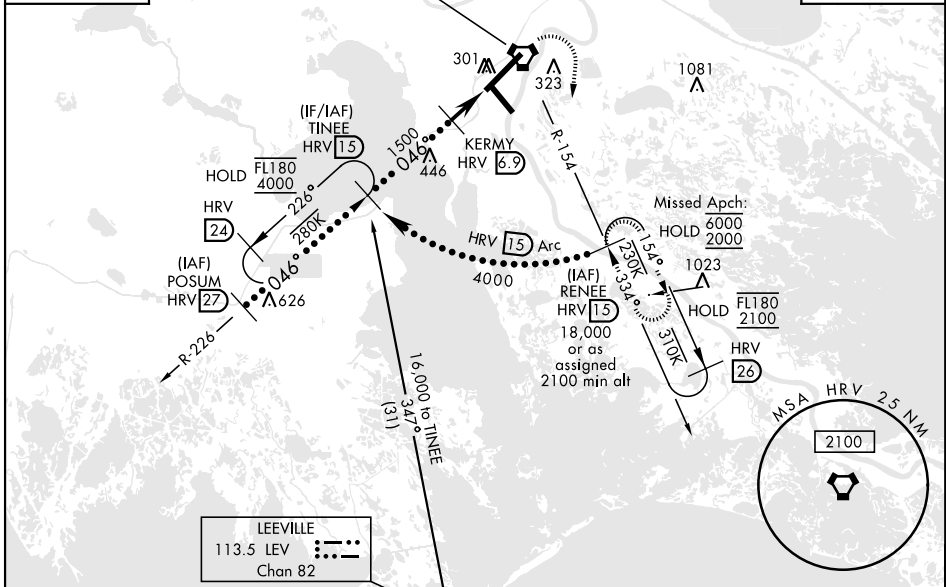 301
323
1081
(IF/IAF)
TINEE
HRV 15
1500
046°
446
KERMY
HRV 6.9
R-154
HOLD FL180
4000
226°
280K
HRV
24
046°
(IAF)
POSUM
HRV 27
626
R-226
HRV 15 Arc
4000
Missed Apch:
HOLD 6000
2000
154°
230K
1023
334°
(IAF)
RENEE
HRV 15
18,000
or as
assigned
2100 min alt
310K
HOLD FL180
2100
HRV
26
16,000 to TINEE
347°
(31)
MSA HRV 25 NM
2100
LEEVILLE
113.5 LEV
Chan 82